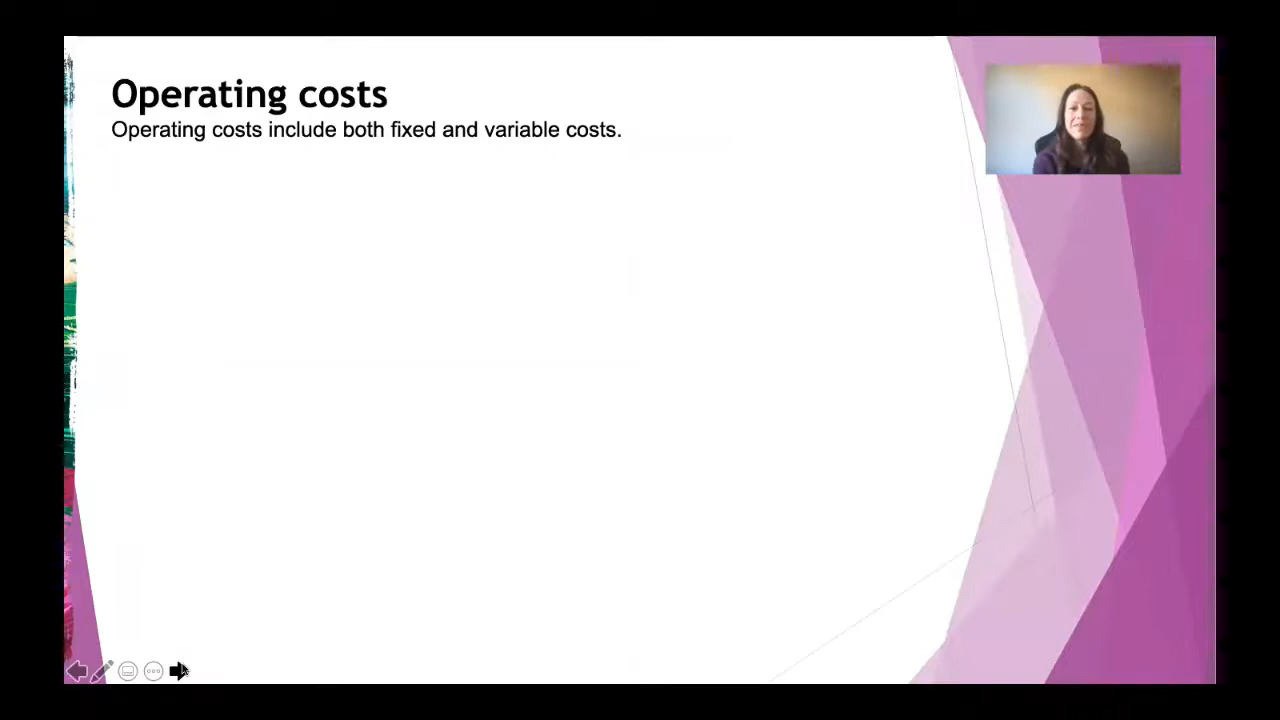 Operating costs
Operating costs include both fixed and variable costs.